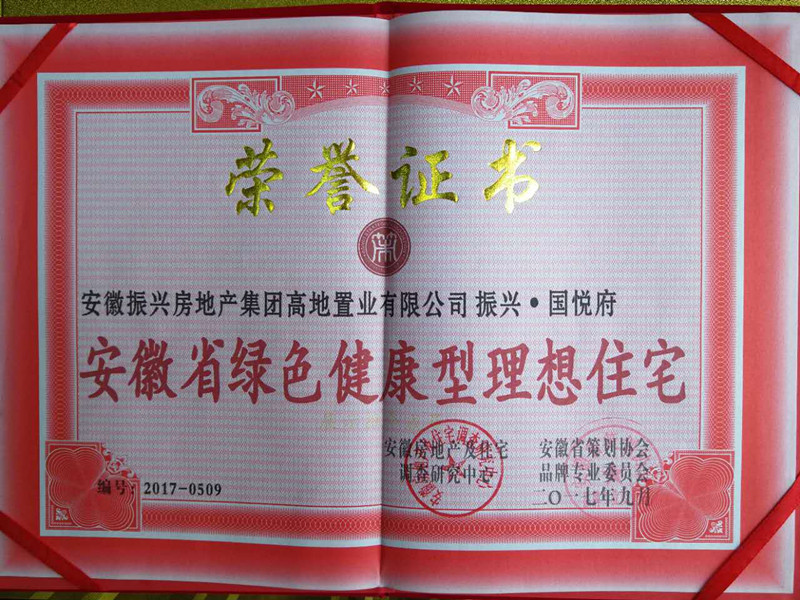 荣誉证书
安徽振兴房地产集团高地置业有限公司 振兴·国悦府
安徽省绿色健康型理想住宅
安徽房地产及住宅
调查研究中心
安徽省策划协会
品牌专业委员会
二〇一七年九月
编号：2017-0509